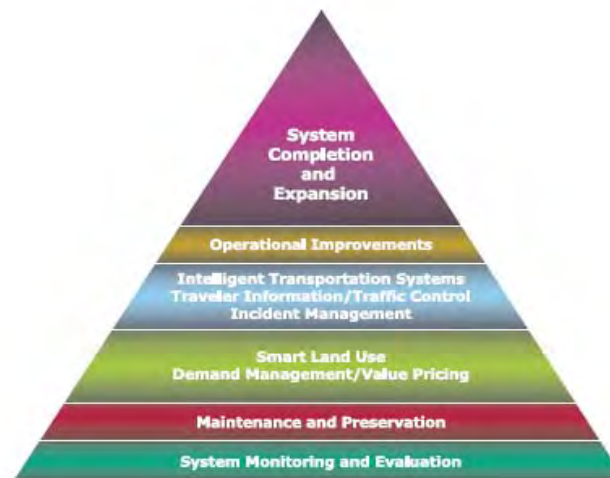 System
Completion
and
Expansion
Operational Improvements
Intelligent Transportation Systems
Traveler Information/Traffic Control
Incident Management
Smart Land Use
Demand Management/Value Pricing
Maintenance and Preservation
System Monitoring and Evaluation